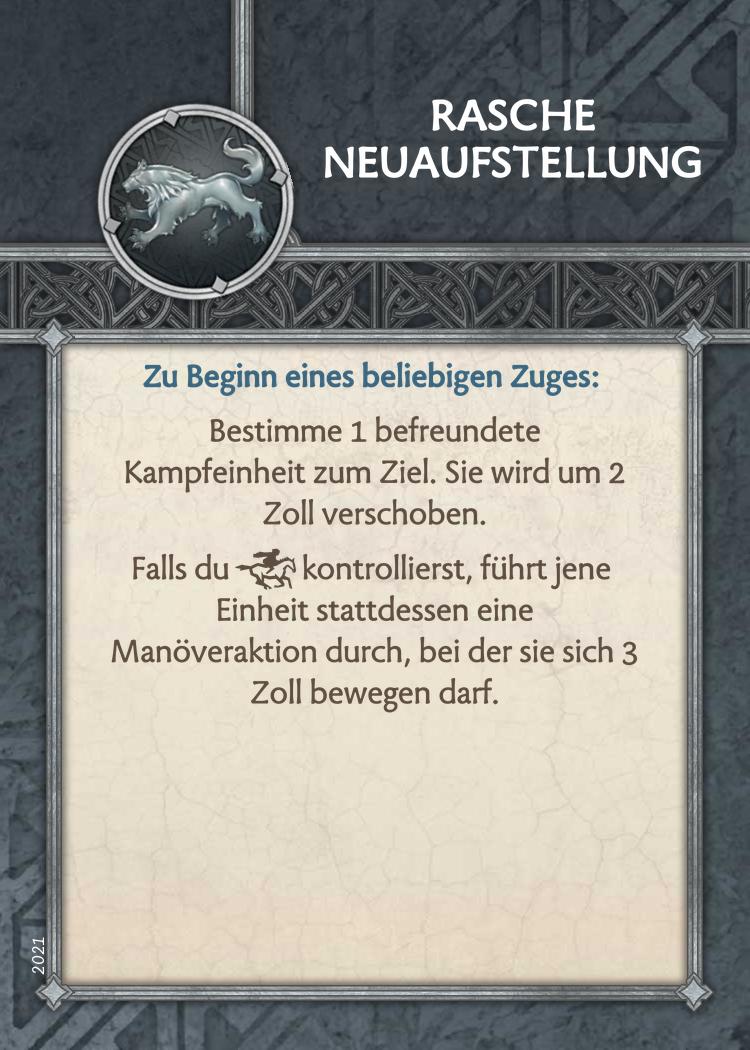 RASCHE
NEUAUFSTELLUNG
Zu Beginn eines beliebigen Zuges:
Bestimme 1 befreundete
Kampfeinheit zum Ziel. Sie wird um 2
Zoll verschoben.
Falls du kontrollierst, führt jene
Einheit stattdessen eine
Manöveraktion durch, bei der sie sich 3
Zoll bewegen darf.
2021